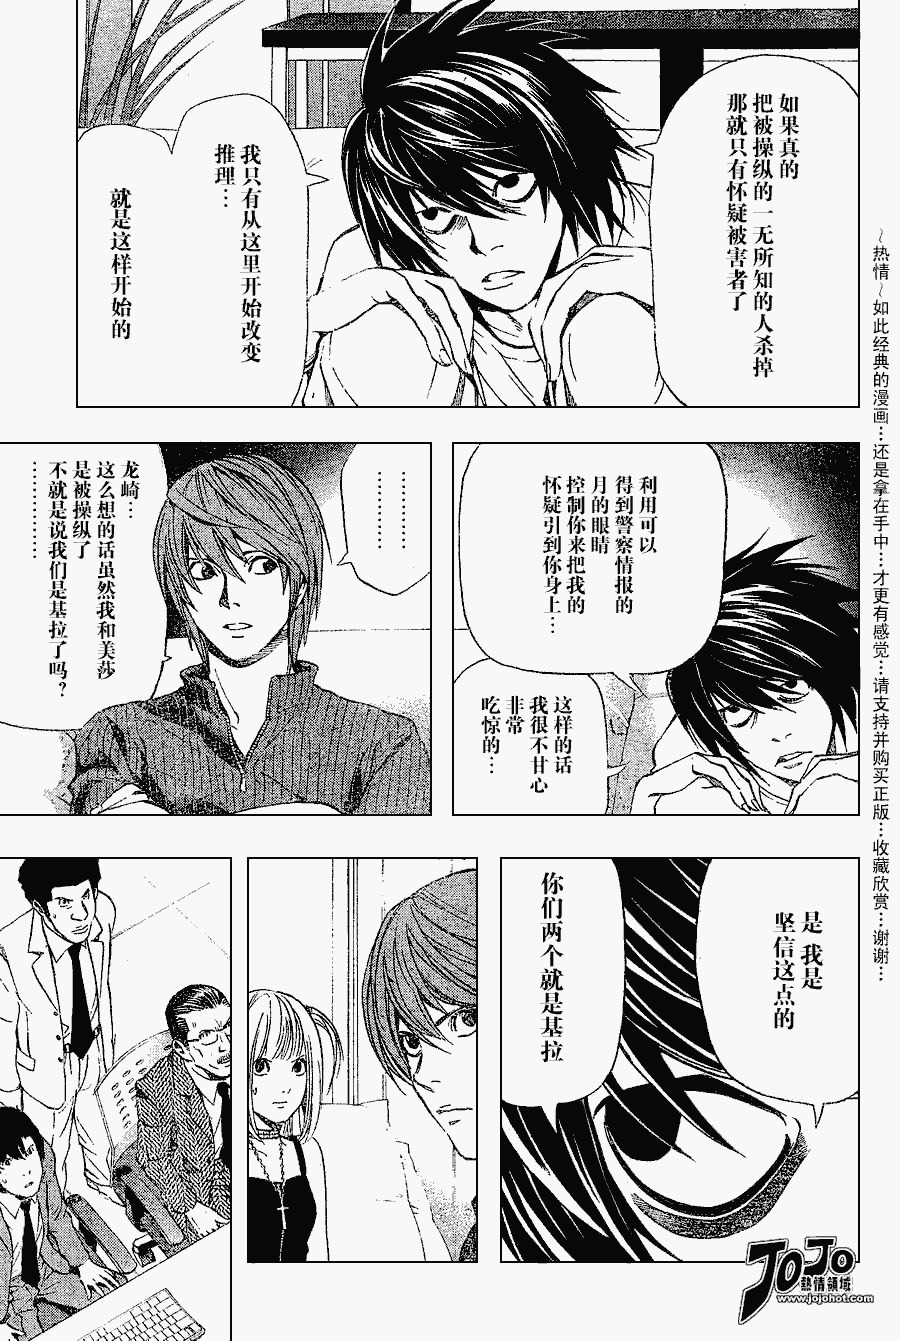 如果真的
把被操纵的一无所知的人杀掉
那就只有怀疑被害者了
我只有从这里开始改变
推理…
就是这样开始的
利用可以
得到警察情报的
月的眼睛
控制你来把我的
怀疑引到你身上…
这样的话
我很不甘心
非常
吃惊的…
…………
龙崎…
这么想的话虽然我和美莎
是被操纵了
不就是说我们是基拉了吗？
…………
是 我是
坚信这点的
你们两个就是基拉
~热情~如此经典的漫画…还是拿在手中…才更有感觉…请支持并购买正版…收藏欣赏…谢谢…
JOJO
熱情領域
www.jojohot.com